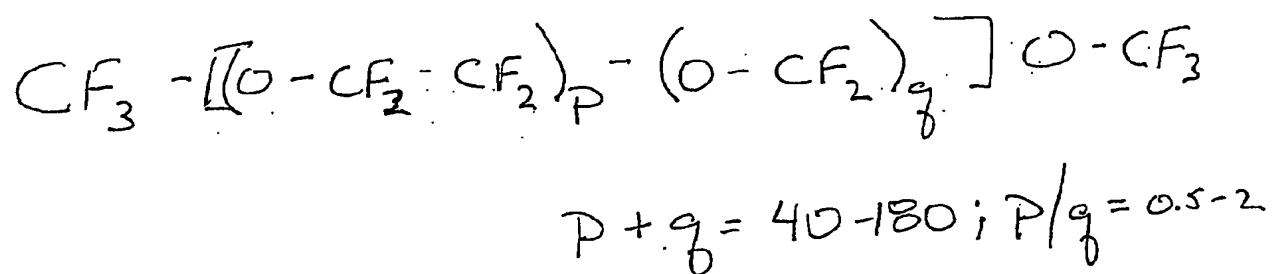 CF₃-[(O-CF₂-CF₂)p-(O-CF₂)q]O-CF₃
p+q=40-180; p/q=0.5-2